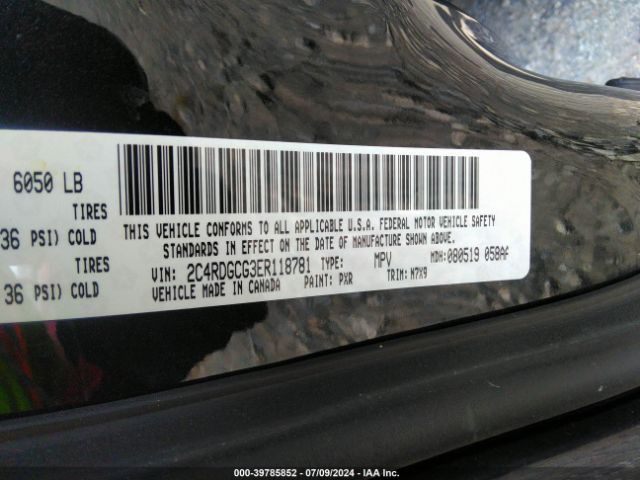 6050 LB
TIRES
36 PSI) COLD
TIRES
36 PSI) COLD
THIS VEHICLE CONFORMS TO ALL APPLICABLE U.S.A. FEDERAL MOTOR VEHICLE SAFETY
STANDARDS IN EFFECT ON THE DATE OF MANUFACTURE SHOWN ABOVE.
VIN: 2C4RDGCG3ER118781 TYPE: MPV MDH: 080519 058AF
VEHICLE MADE IN CANADA PAINT: PXR TRIM: M7X9
000-39785852 / 07/09/2024 - IAA Inc.